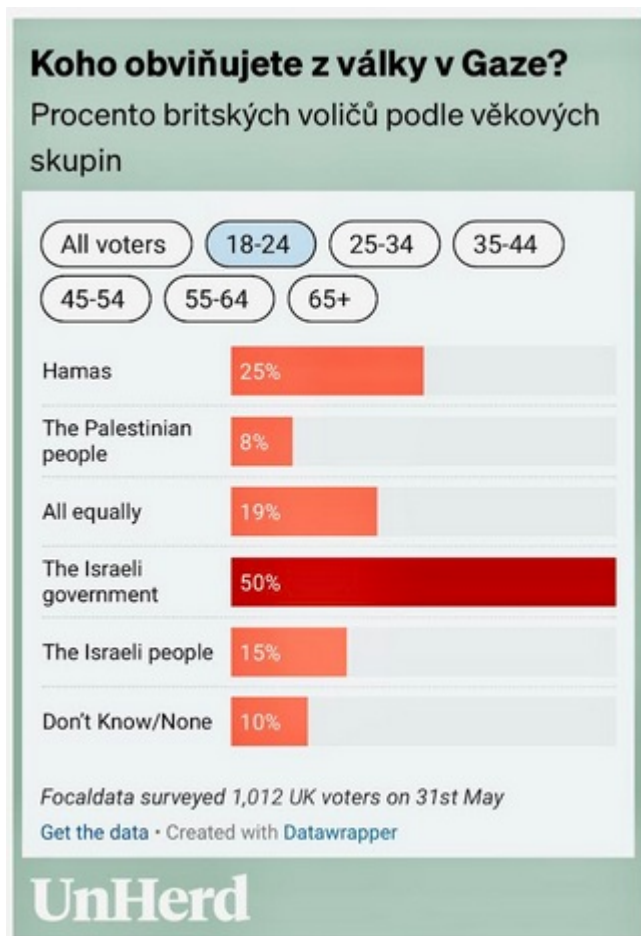 Koho obviňujete z války v Gaze?
Procento britských voličů podle věkových
skupin
All voters 18-24 25-34 35-44
45-54 55-64 65+
Hamas 25%
The Palestinian
people 8%
All equally 19%
The Israeli
government 50%
The Israeli people 15%
Don't Know/None 10%
Focaldata surveyed 1,012 UK voters on 31st May
Get the data • Created with Datawrapper
UnHerd